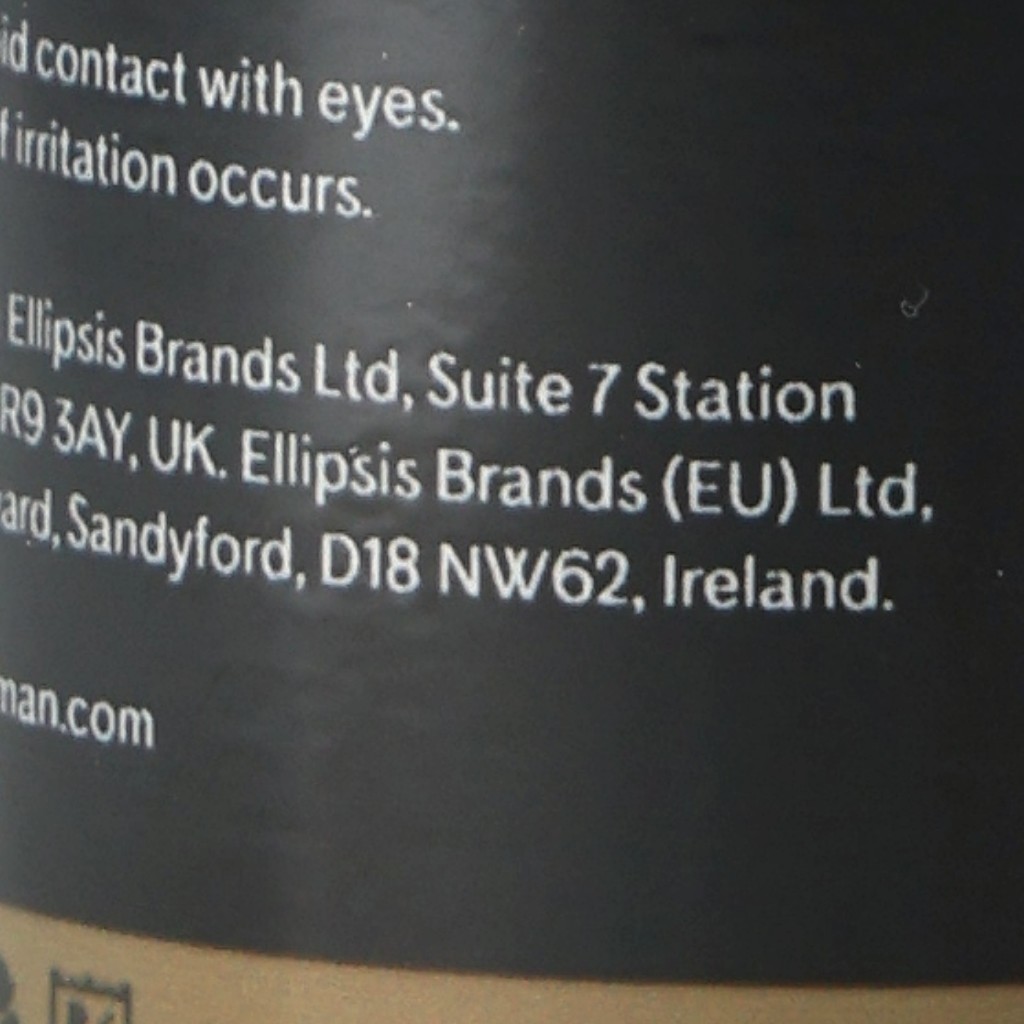 contact with eyes.
irritation occurs.
Ellipsis Brands Ltd, Suite 7 Station
R9 3AY, UK. Ellipsis Brands (EU) Ltd,
ard, Sandyford, D18 NW62, Ireland.
man.com